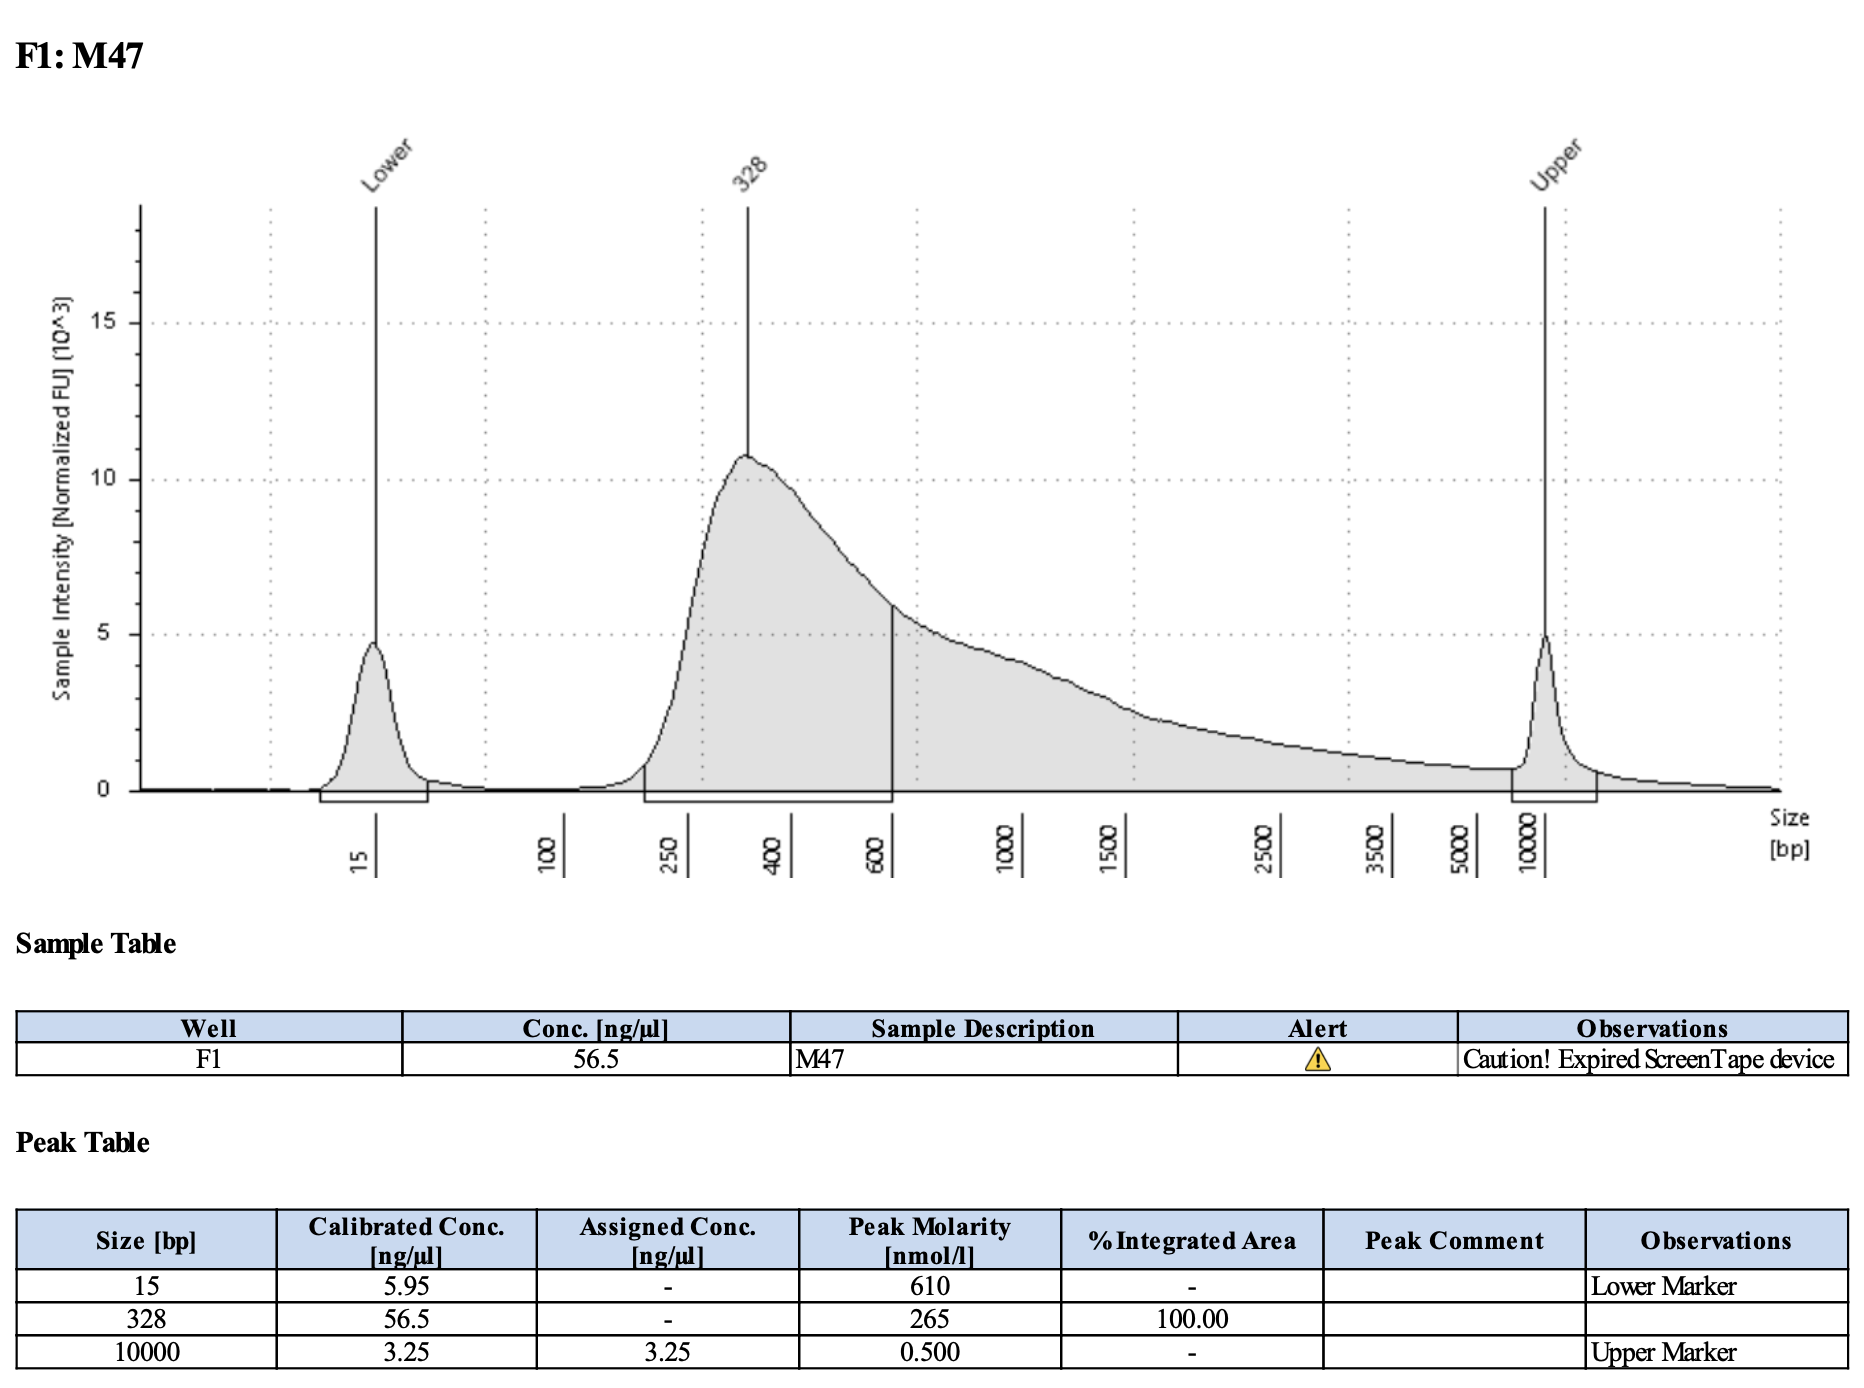 F1: M47
Lower
328
Upper
Sample Intensity [Normalized FU] (10^3)
15
10
5
0
Size
[bp]
15
100
250
400
600
1000
1500
2500
3500
5000
10000
Sample Table
Well Conc. [ng/µl] Sample Description Alert Observations
F1 56.5 M47 Caution! Expired ScreenTape device
Peak Table
Size [bp] Calibrated Conc. [ng/µl] Assigned Conc. [ng/µl] Peak Molarity [nmol/l] % Integrated Area Peak Comment Observations
15 5.95 - 610 - Lower Marker
328 56.5 - 265 100.00
10000 3.25 3.25 0.500 - Upper Marker